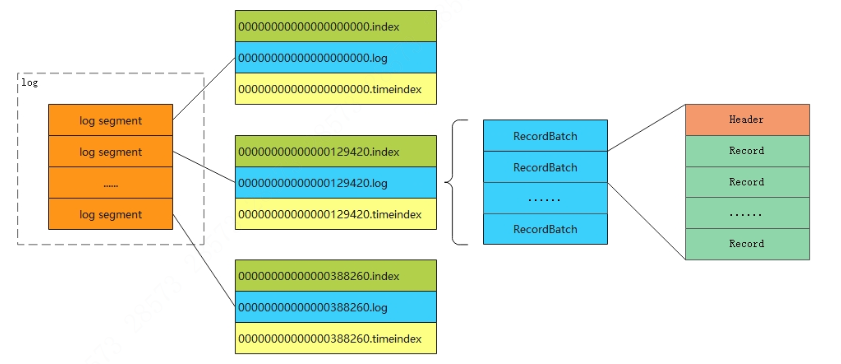 log
log segment
log segment
......
log segment
00000000000000000000.index
00000000000000000000.log
00000000000000000000.timeindex
00000000000000129420.index
00000000000000129420.log
00000000000000129420.timeindex
00000000000000388260.index
00000000000000388260.log
00000000000000388260.timeindex
RecordBatch
RecordBatch
......
RecordBatch
Header
Record
Record
......
Record